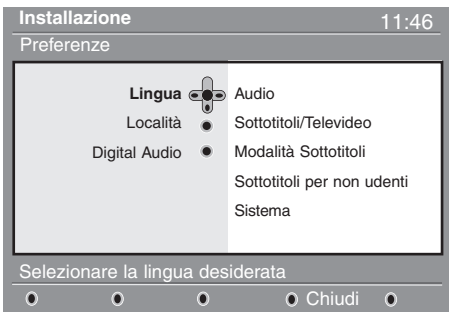 Installazione 11:46
Preferenze
Lingua Audio
Località Sottotitoli/Televideo
Digital Audio Modalità Sottotitoli
Sottotitoli per non udenti
Sistema
Selezionare la lingua desiderata
Chiudi